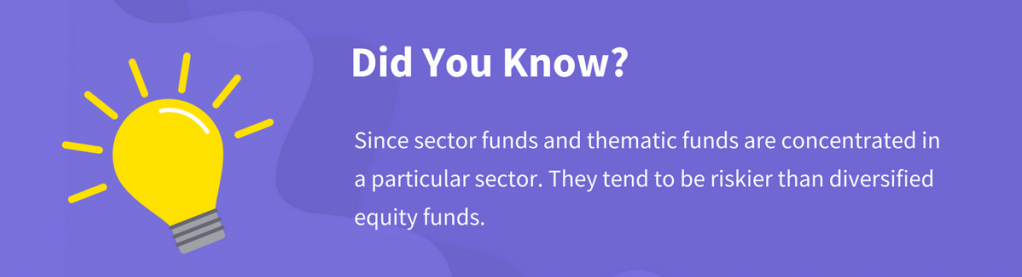 Did You Know?
Since sector funds and thematic funds are concentrated in
a particular sector. They tend to be riskier than diversified
equity funds.